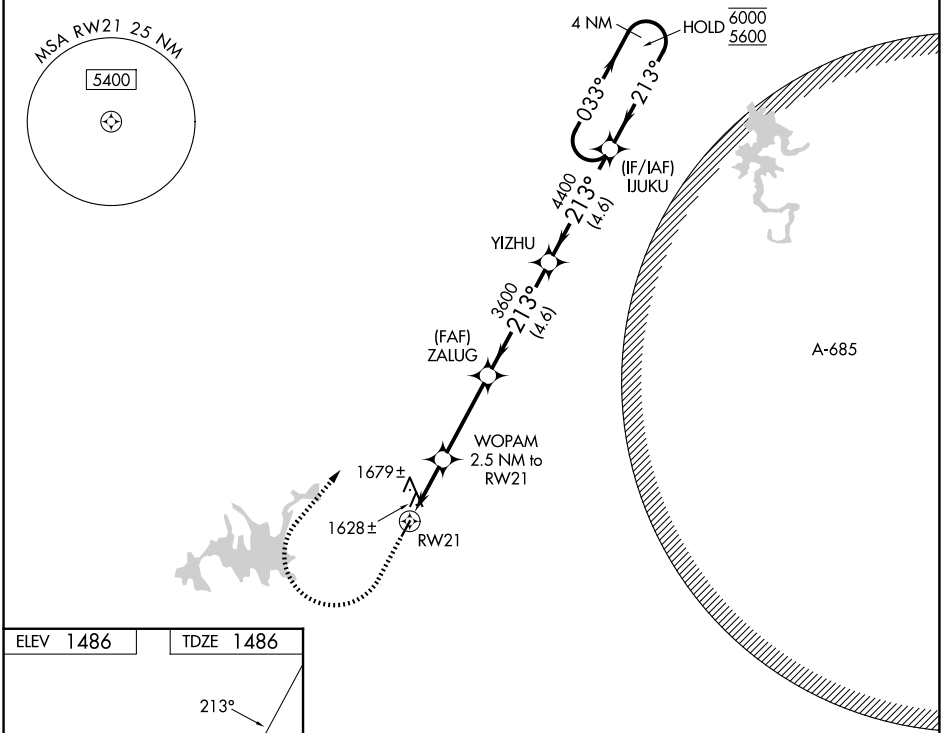 MSA RW21 25 NM
5400
4 NM
HOLD 6000
5600
033°
213°
(IF/IAF)
IJUKU
4400
213°
(4.6)
YIZHU
3600
213°
(4.6)
(FAF)
ZALUG
A-685
WOPAM
2.5 NM to
RW21
1679±
1628±
RW21
ELEV 1486
TDZE 1486
213°